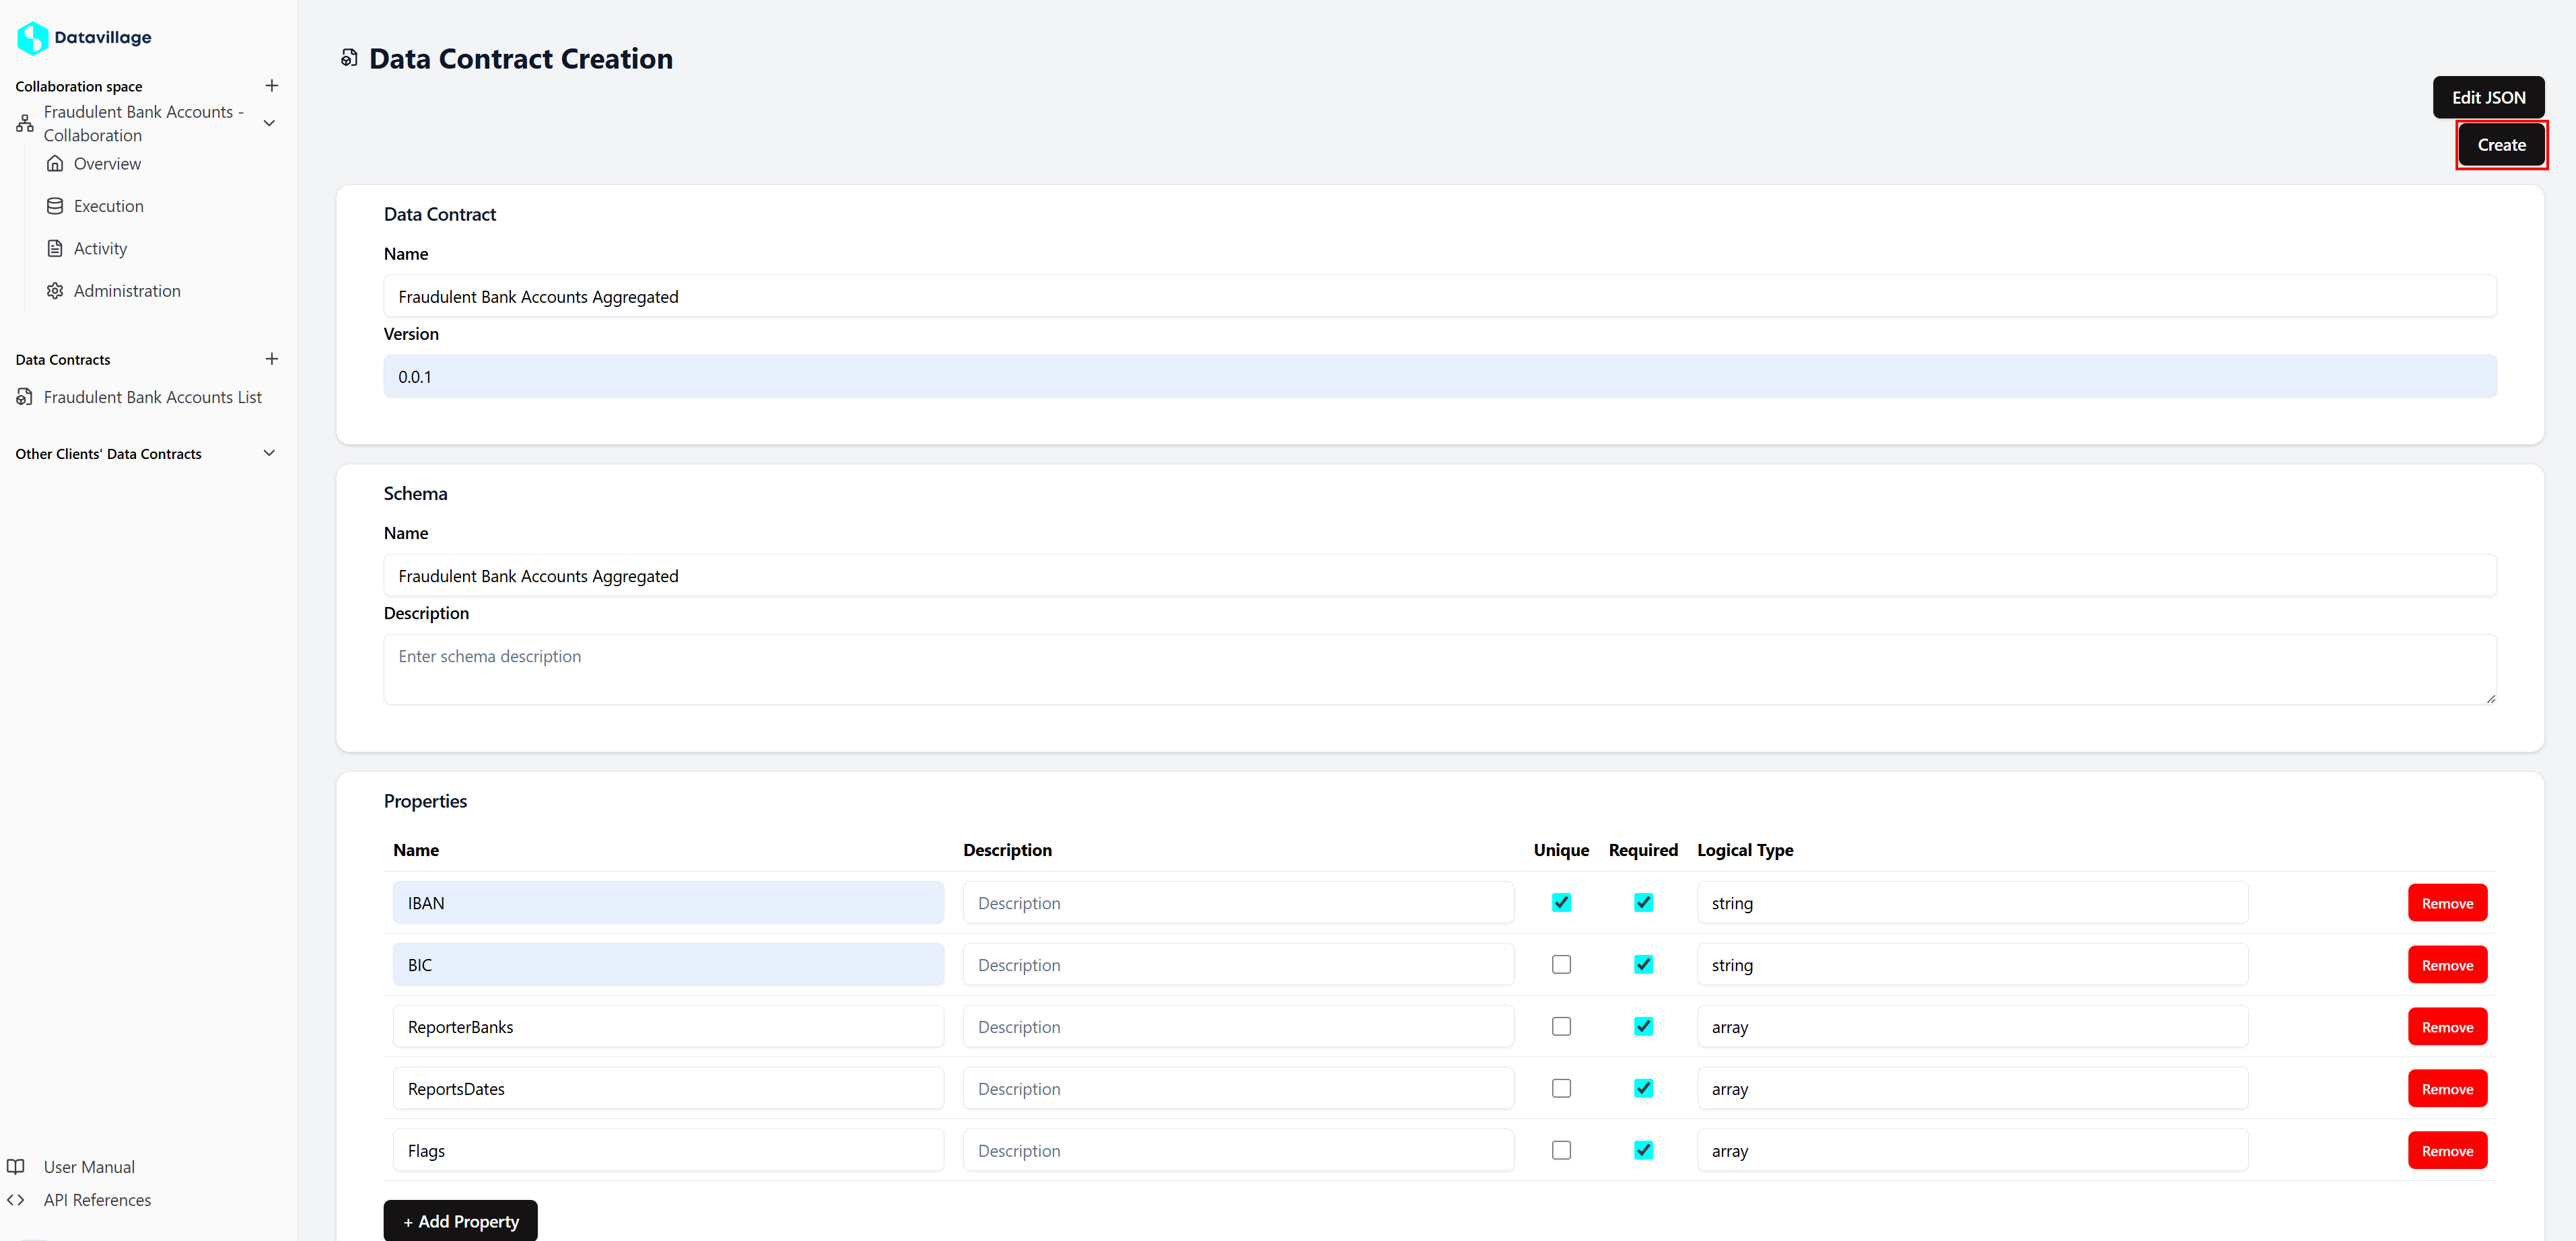 Datavillage
Collaboration space
Fraudulent Bank Accounts -
Collaboration
Overview
Execution
Activity
Administration
Data Contracts
Fraudulent Bank Accounts List
Other Clients' Data Contracts
User Manual
API References
Data Contract Creation
Edit JSON
Create
Data Contract
Name
Fraudulent Bank Accounts Aggregated
Version
0.0.1
Schema
Name
Fraudulent Bank Accounts Aggregated
Description
Enter schema description
Properties
Name Description Unique Required Logical Type
IBAN Description string Remove
BIC Description string Remove
ReporterBanks Description array Remove
ReportsDates Description array Remove
Flags Description array Remove
+ Add Property